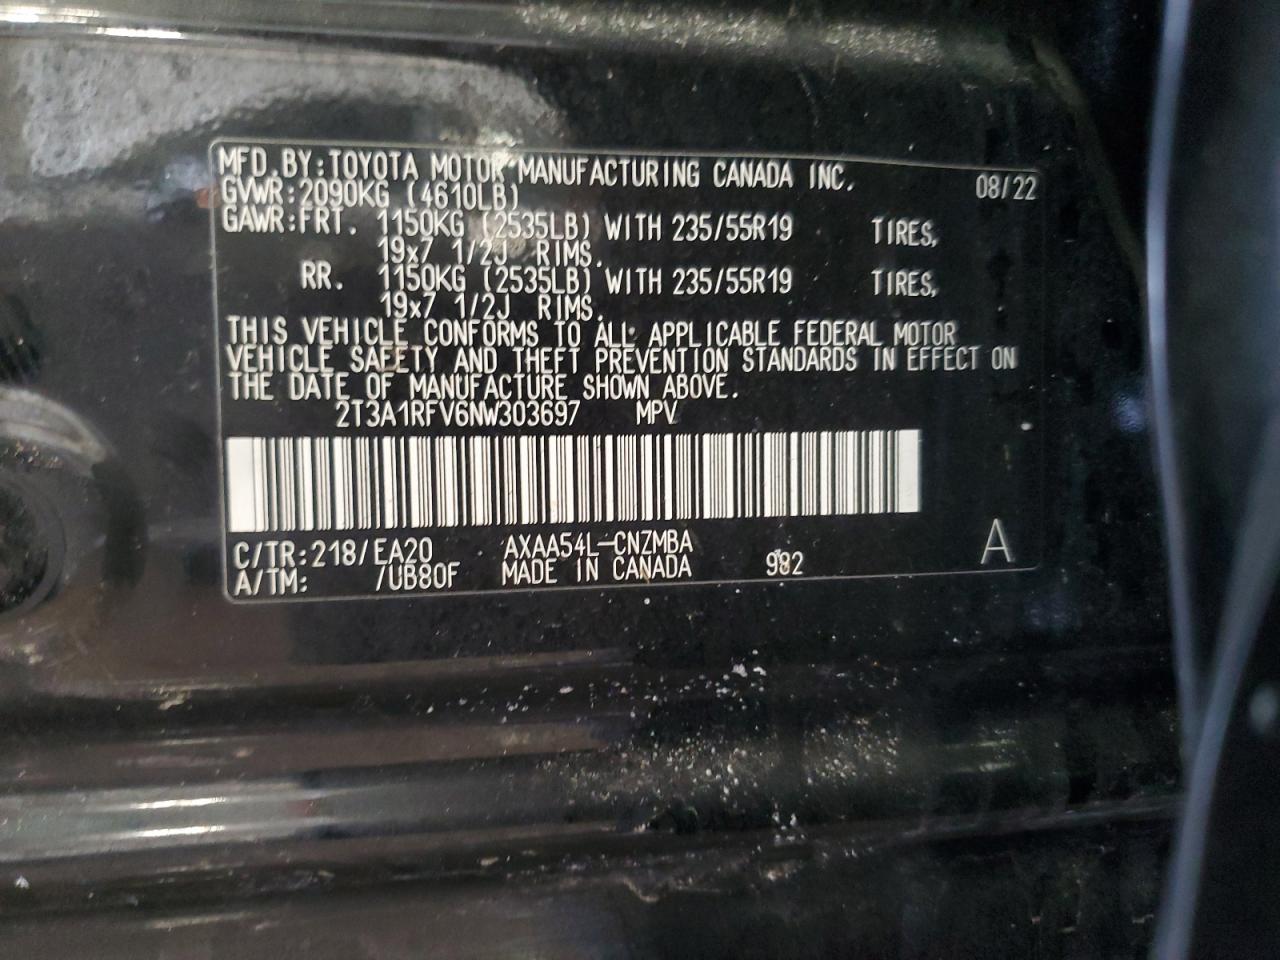 MFD.BY:TOYOTA MOTOR MANUFACTURING CANADA INC. 08/22
GVWR:2090KG (4610LB)
GAWR:FRT. 1150KG (2535LB) WITH 235/55R19 TIRES,
19x7 1/2J RIMS.
RR. 1150KG (2535LB) WITH 235/55R19 TIRES,
19x7 1/2J RIMS.
THIS VEHICLE CONFORMS TO ALL APPLICABLE FEDERAL MOTOR
VEHICLE SAFETY AND THEFT PREVENTION STANDARDS IN EFFECT ON
THE DATE OF MANUFACTURE SHOWN ABOVE.
2T3A1RFV6NW303697 MPV
C/TR:218/EA20 AXAA54L-CNZMBA
A/TM: /UB80F MADE IN CANADA 982 A